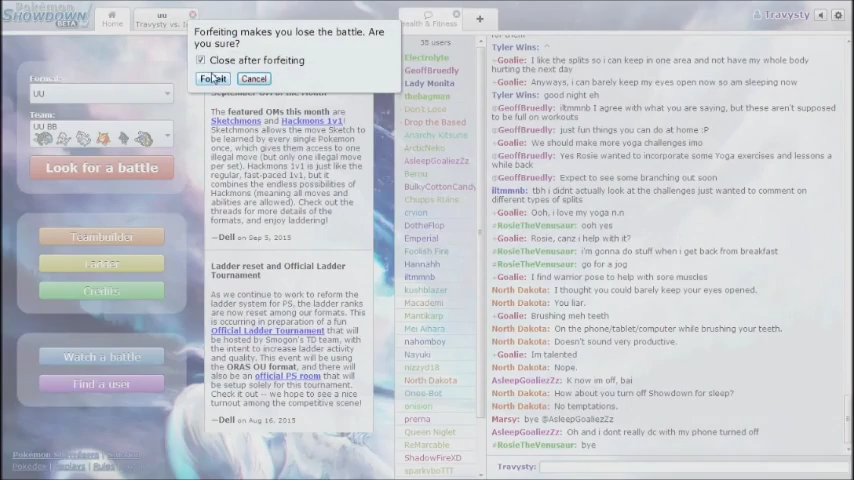 Pokémon
Showdown
BETA
Home
UU
Travysty vs.
Health & Fitness
Travysty
Forfeiting makes you lose the battle. Are
you sure?
Close after forfeiting
Forfeit
Cancel
Format:
UU
Team:
UU BB
Look for a battle
Teambuilder
Ladder
Credits
Watch a battle
Find a user
The featured OMs this month are
Sketchmons and Hackmons 1v1!
Sketchmons allows the move Sketch to
be learned by every single Pokemon
once, which gives them access to one
illegal move (but only one illegal move
per set). Hackmons 1v1 is just like the
regular, fast-paced 1v1, but it
combines the endless possibilities of
Hackmons (meaning all moves and
abilities are allowed). Check out the
threads for more details of the
formats, and enjoy laddering!
—Dell on Sep 5, 2015
Ladder reset and Official Ladder
Tournament
As we continue to work to reform the
ladder system for PS, the ladder ranks
are now reset among our formats. This
is occurring in preparation of a fun
Official Ladder Tournament that will
be hosted by Smogon's TD team, with
the intent to increase ladder activity
and quality. This event will be using
the ORAS OU format, and there will
also be an official PS room that will
be setup solely for this tournament.
Check it out -- we hope to see a nice
turnout among the competitive scene!
—Dell on Aug 16, 2015
35 users
Electrolyte
GeoffBruedly
Lady Monita
thebagman
Don't Lose
Drop the Based
Anarchy Kitsune
ArcticNeko
AsleepGoaliezZz
Berou
BulkyCottonCandy
Chupps Ruins
cryion
DotheFlop
Emperial
Foolish Fire
Hannahh
iltmmnb
kushblazer
Macademi
Mantikarp
Mei Aihara
nahomboy
Nayuki
nizzyd18
North Dakota
Onee-Bot
orvision
prerna
Queen Niglet
ReMarcable
ShadowFireXD
sparkyboTTT
Tyler Wins: ^
+Goalie: I like the splits so i can keep one in one area and not have my whole body
hurting the next day
+Goalie: Anyways, i can barely keep my eyes open now so am sleeping now
Tyler Wins: good night eh
@GeoffBruedly: iltmmnb I agree with what you are saying, but these aren't supposed
to be full on workouts
@GeoffBruedly: just fun things you can do at home :P
+Goalie: We should make more yoga challenges imo
@GeoffBruedly: Yes Rosie wanted to incorporate some Yoga exercises and lessons a
while back
@GeoffBruedly: Expect to see some branching out soon
iltmmnb: tbh i didnt actually look at the challenges just wanted to comment on
different types of splits
+Goalie: Ooh, i love my yoga n.n
#RosieTheVenusaur: ooh yes
+Goalie: Rosie, canz i help with it?
#RosieTheVenusaur: i'm gonna do stuff when i get back from breakfast
#RosieTheVenusaur: go for a jog
+Goalie: I find warrior pose to help with sore muscles
North Dakota: I thought you could barely keep your eyes opened.
North Dakota: You liar.
+Goalie: Brushing meh teeth
North Dakota: On the phone/tablet/computer while brushing your teeth.
North Dakota: Doesn't sound very productive.
+Goalie: Im talented
North Dakota: r.
North Dakota: r.
AsleepGoaliezZz: K now im off, bai
North Dakota: How about you turn off Showdown for sleep?
North Dakota: No temptations.
Marsy: bye @AsleepGoaliezZz
AsleepGoaliezZz: Oh and i dont really dc with my phone turned off
#RosieTheVenusaur: bye
Travysty: